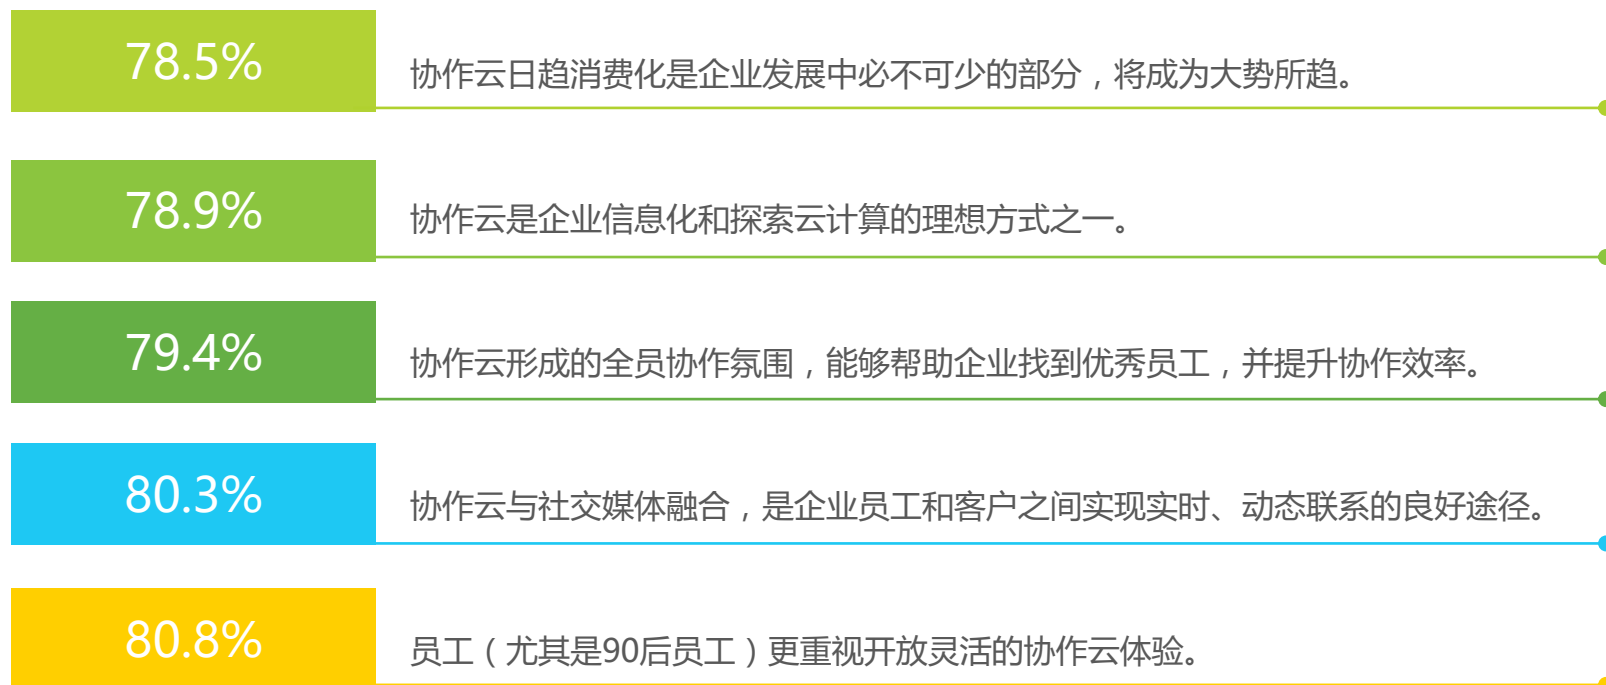 78.5%
协作云日趋消费化是企业发展中必不可少的部分，将成为大势所趋。
78.9%
协作云是企业信息化和探索云计算的理想方式之一。
79.4%
协作云形成的全员协作氛围，能够帮助企业找到优秀员工，并提升协作效率。
80.3%
协作云与社交媒体融合，是企业员工和客户之间实现实时、动态联系的良好途径。
80.8%
员工（尤其是90后员工）更重视开放灵活的协作云体验。